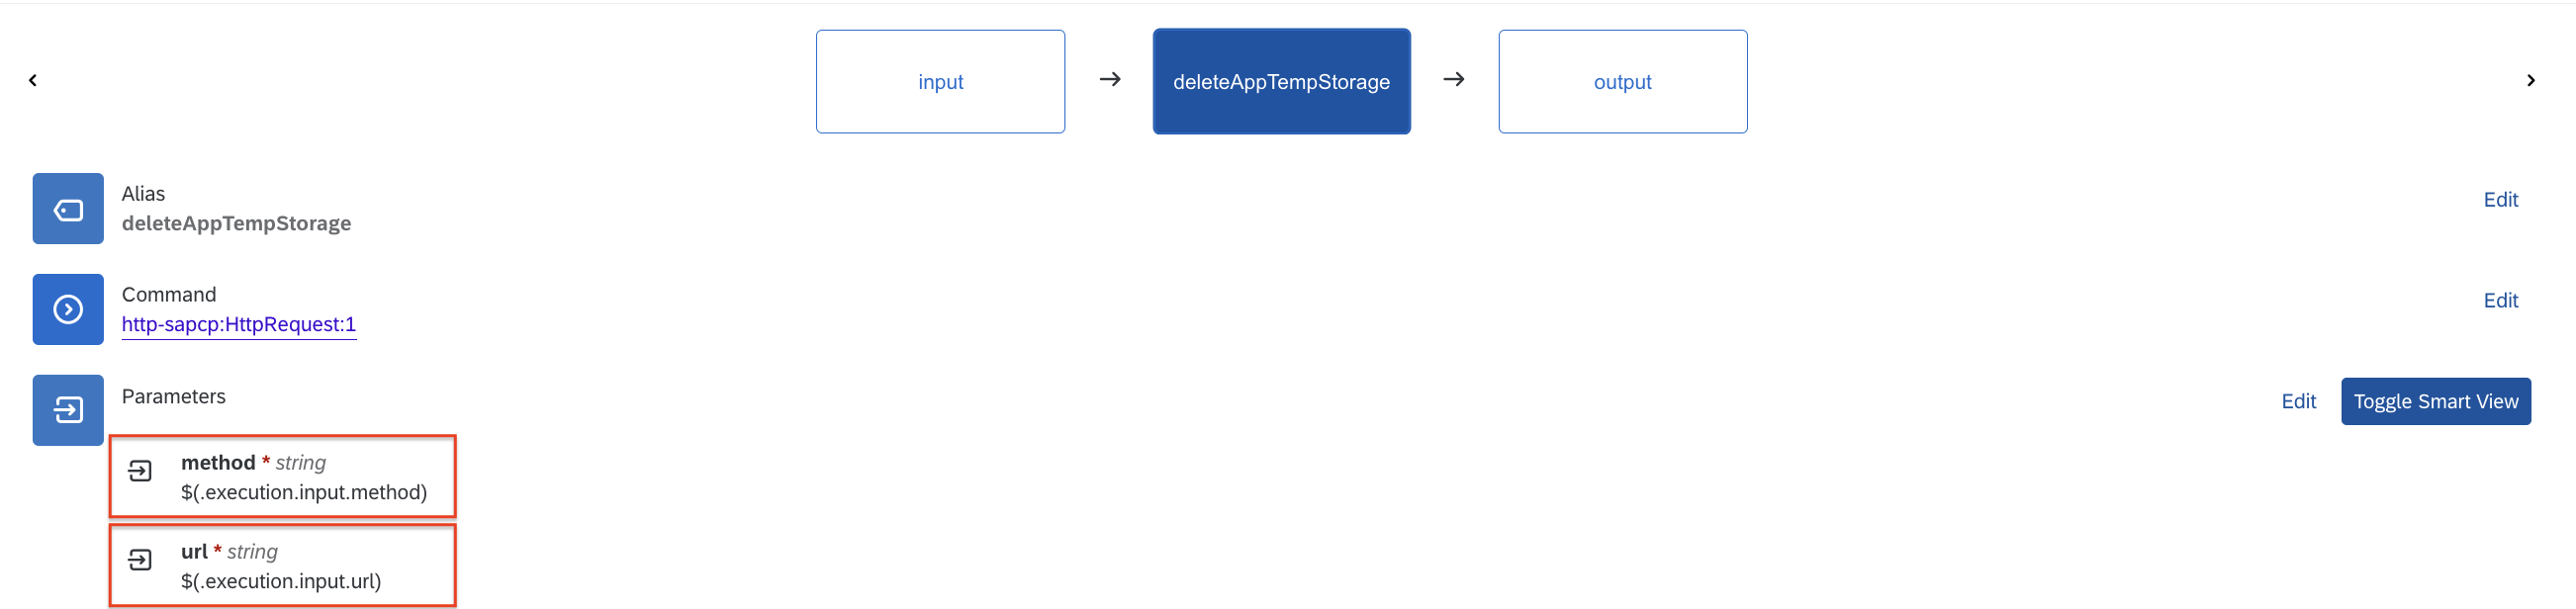 input
deleteAppTempStorage
output
Alias
deleteAppTempStorage
Edit
Command
http-sapcp:HttpRequest:1
Edit
Parameters
Edit
Toggle Smart View
method * string
$(.execution.input.method)
url * string
$(.execution.input.url)